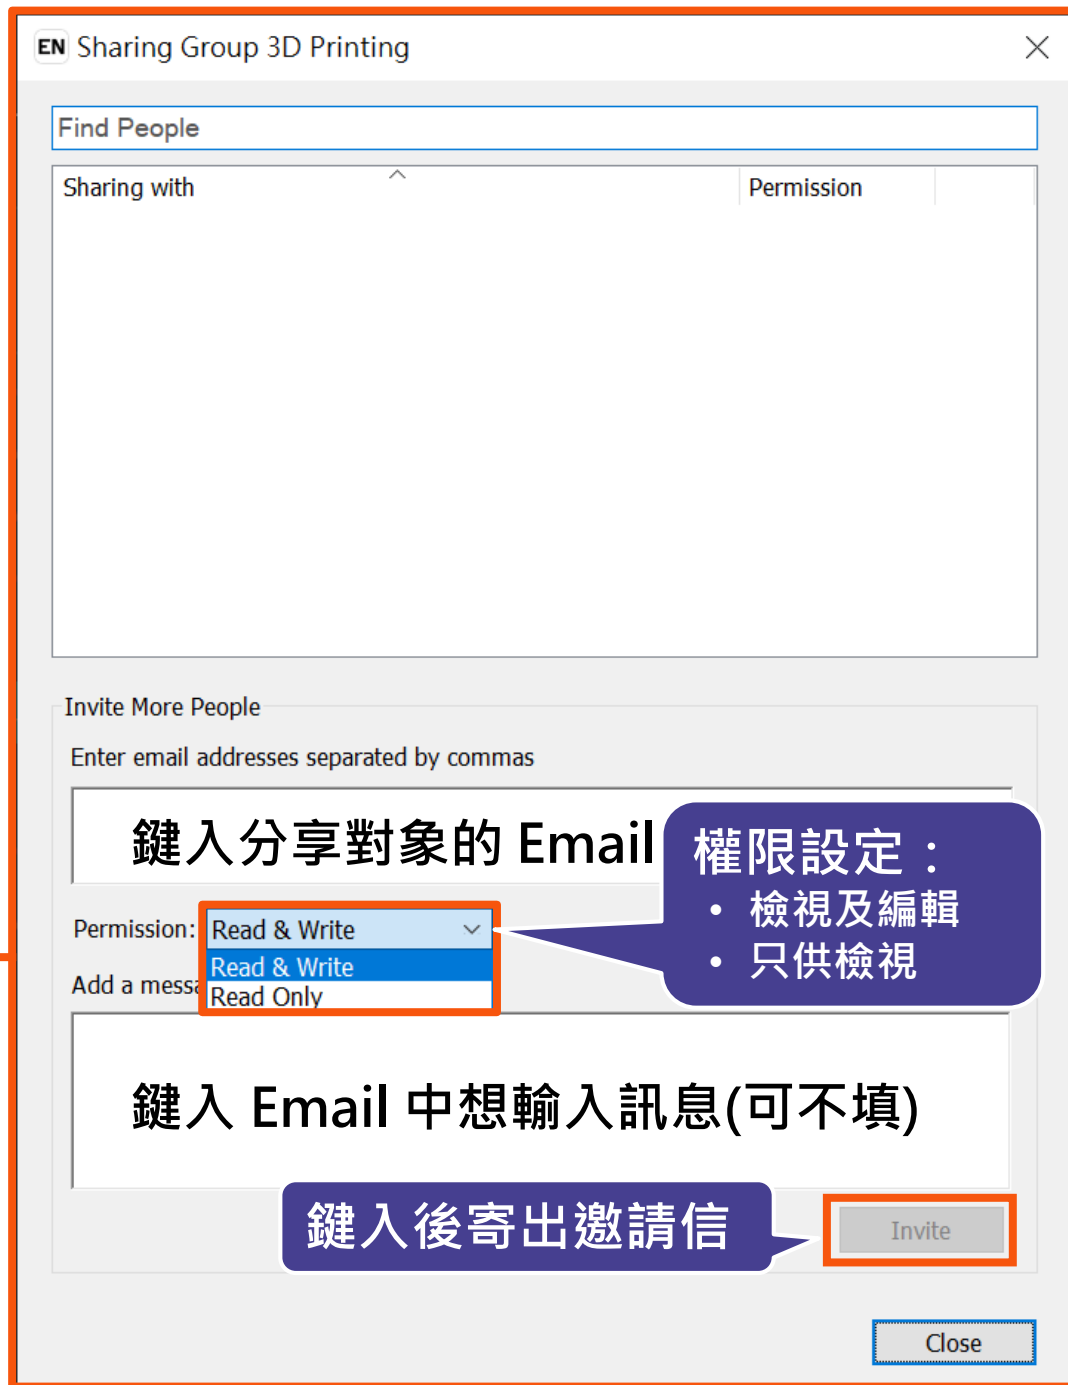 EN Sharing Group 3D Printing
Find People
Sharing with Permission
Invite More People
Enter email addresses separated by commas
鍵入分享對象的 Email
權限設定：
• 檢視及編輯
• 只供檢視
Permission: Read & Write
Read & Write
Read Only
Add a messa
鍵入 Email 中想輸入訊息(可不填)
鍵入後寄出邀請信
Invite
Close